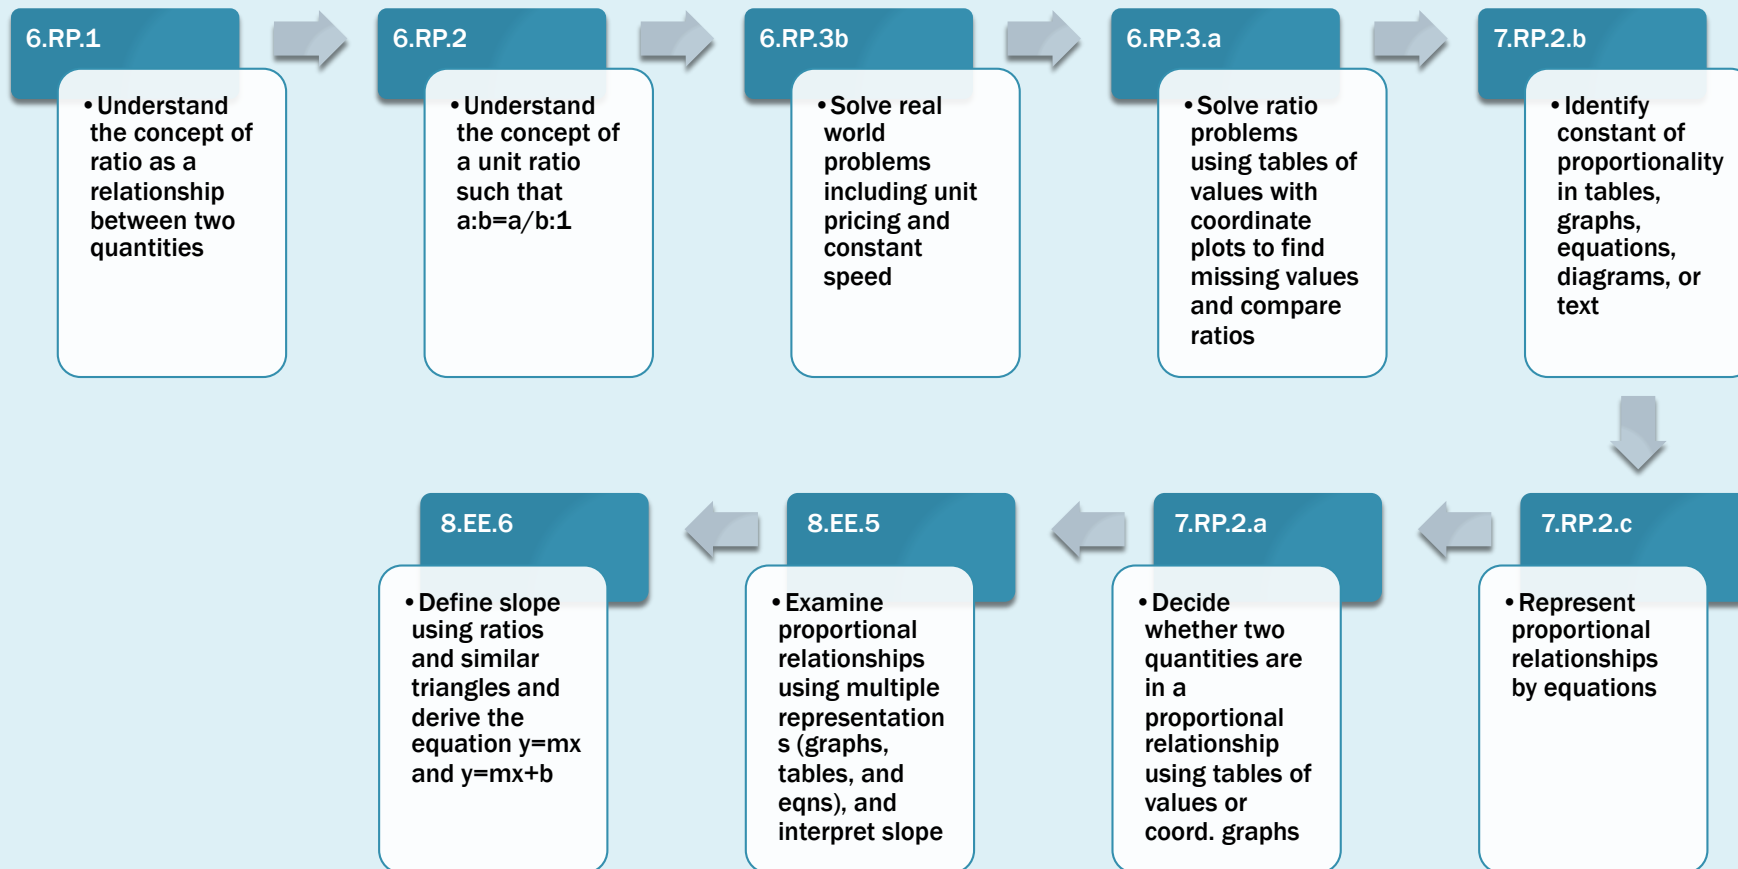 6.RP.1
•Understand
the concept of
ratio as a
relationship
between two
quantities
6.RP.2
•Understand
the concept of
a unit ratio
such that
a:b=a/b:1
6.RP.3b
•Solve real
world
problems
including unit
pricing and
constant
speed
6.RP.3.a
•Solve ratio
problems
using tables of
values with
coordinate
plots to find
missing values
and compare
ratios
7.RP.2.b
•Identify
constant of
proportionality
in tables,
graphs,
equations,
diagrams, or
text
7.RP.2.c
•Represent
proportional
relationships
by equations
7.RP.2.a
•Decide
whether two
quantities are
in a
proportional
relationship
using tables of
values or
coord. graphs
8.EE.5
•Examine
proportional
relationships
using multiple
representation
s (graphs,
tables, and
eqns), and
interpret slope
8.EE.6
•Define slope
using ratios
and similar
triangles and
derive the
equation y=mx
and y=mx+b